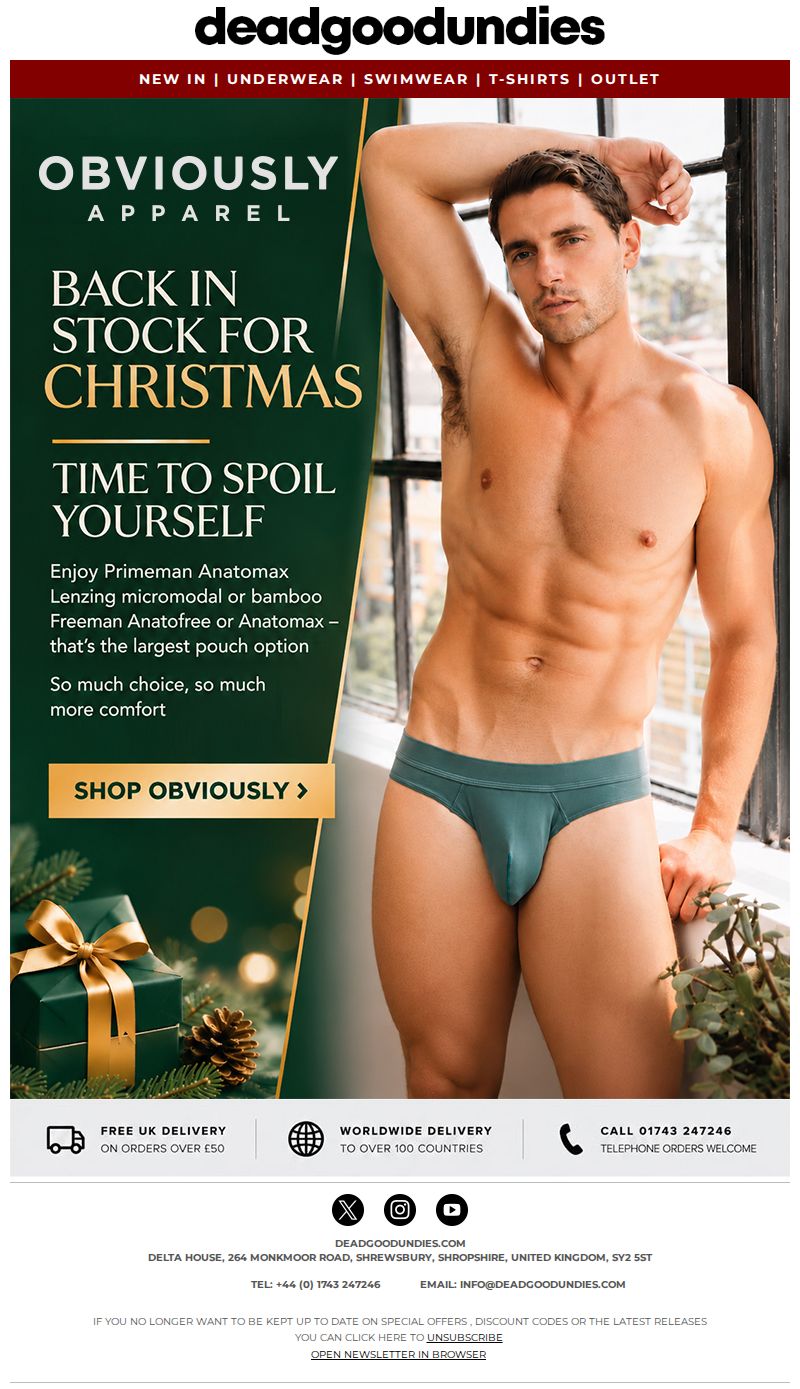 deadgoodundies
NEW IN | UNDERWEAR | SWIMWEAR | T-SHIRTS | OUTLET
OBVIOUSLY
APPAREL
BACK IN
STOCK FOR
CHRISTMAS
TIME TO SPOIL
YOURSELF
Enjoy Primeman Anatomax
Lenzing micromodal or bamboo
Freeman Anatofree or Anatomax –
that's the largest pouch option
So much choice, so much
more comfort
SHOP OBVIOUSLY >
FREE UK DELIVERY
ON ORDERS OVER £50
WORLDWIDE DELIVERY
TO OVER 100 COUNTRIES
CALL 01743 247246
TELEPHONE ORDERS WELCOME
DEADGOODUNDIES.COM
DELTA HOUSE, 264 MONKMOOR ROAD, SHREWSBURY, SHROPSHIRE, UNITED KINGDOM, SY2 5ST
TEL: +44 (0) 1743 247246 EMAIL: INFO@DEADGOODUNDIES.COM
IF YOU NO LONGER WANT TO BE KEPT UP TO DATE ON SPECIAL OFFERS , DISCOUNT CODES OR THE LATEST RELEASES
YOU CAN CLICK HERE TO UNSUBSCRIBE
OPEN NEWSLETTER IN BROWSER